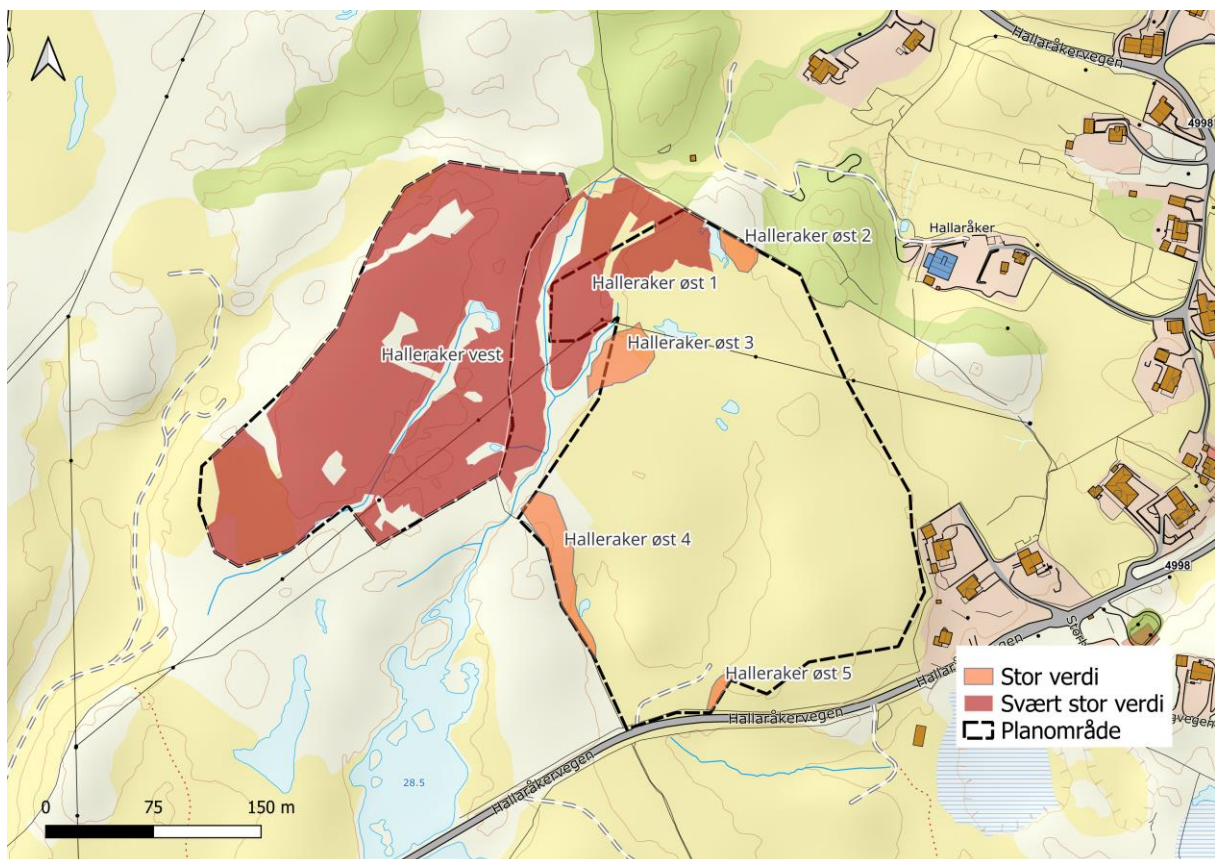 Hallaråkervegen
4998
Hallaråker
Halleraker øst 2
Halleraker øst 1
Halleraker øst 3
Halleraker vest
Halleraker øst 4
4998
Halleraker øst 5
Hallaråkervegen
Hallaråkervegen
28.5
Stor verdi
Svært stor verdi
Planområde
0 75 150 m